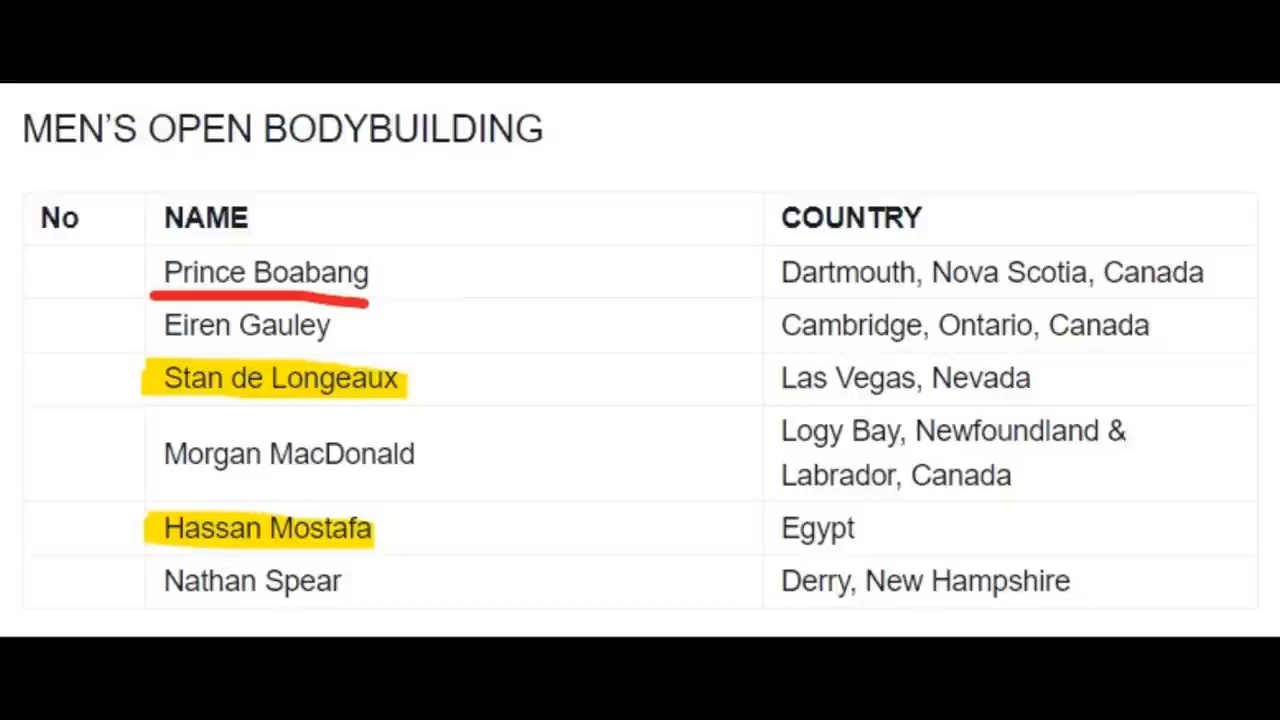 MEN’S OPEN BODYBUILDING
No NAME COUNTRY
Prince Boabang Dartmouth, Nova Scotia, Canada
Eiren Gauley Cambridge, Ontario, Canada
Stan de Longeaux Las Vegas, Nevada
Morgan MacDonald Logy Bay, Newfoundland &
Labrador, Canada
Hassan Mostafa Egypt
Nathan Spear Derry, New Hampshire